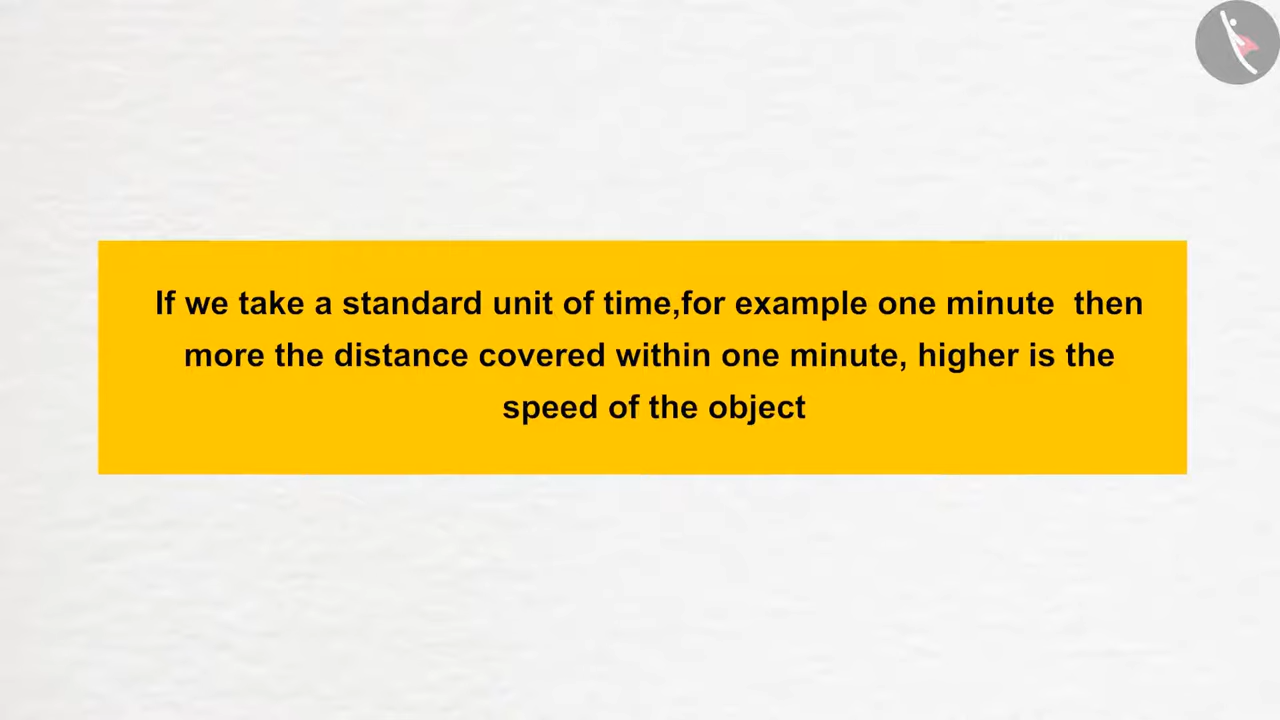 If we take a standard unit of time,for example one minute  then
more the distance covered within one minute, higher is the
speed of the object